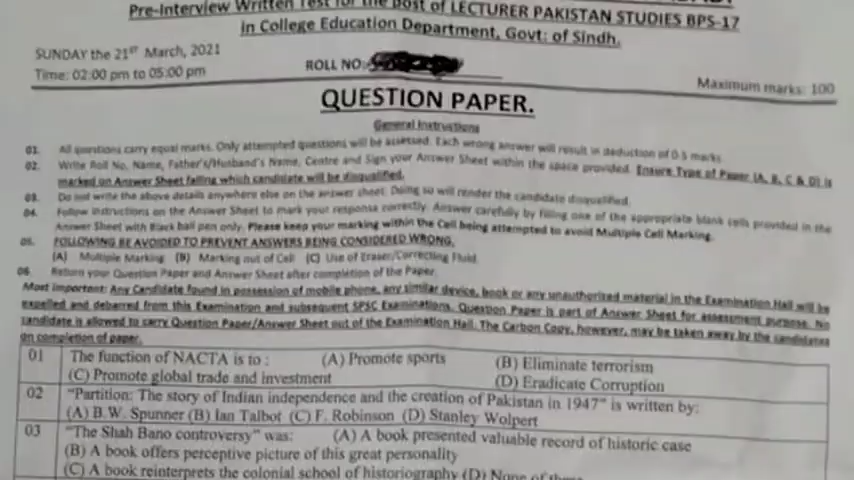 Pre-Interview Written Test for the post of LECTURER PAKISTAN STUDIES BPS-17
in College Education Department, Govt: of Sindh.
SUNDAY the 21ST March, 2021
Time: 02:00 pm to 05:00 pm
ROLL NO:
Maximum marks: 100
QUESTION PAPER.
General Instructions
01. All questions carry equal marks. Only attempted questions will be assessed. Each wrong answer will result in deduction of 0.5 marks.
02. Write Roll No, Name, Father's/Husband's Name, Centre and Sign your Answer Sheet within the space provided. Ensure Type of Paper (A, B, C & D) is
marked on Answer Sheet failing which candidate will be disqualified.
03. Do not write the above details anywhere else on the answer sheet. Doing so will render the candidate disqualified.
04. Follow instructions on the Answer Sheet to mark your response correctly. Answer carefully by filling one of the appropriate blank cells provided in the
Answer Sheet with Black ball pen only. Please keep your marking within the Cell being attempted to avoid Multiple Cell Marking.
05. FOLLOWING BE AVOIDED TO PREVENT ANSWERS BEING CONSIDERED WRONG.
(A) Multiple Marking (B) Marking out of Cell (C) Use of Eraser/Correcting Fluid.
06. Return your Question Paper and Answer Sheet after completion of the Paper.
Most Important: Any Candidate found in possession of mobile phone, any similar device, book or any unauthorized material in the Examination Hall will be
expelled and debarred from this Examination and subsequent SPSC Examinations. Question Paper is part of Answer Sheet for assessment purpose. No
candidate is allowed to carry Question Paper/Answer Sheet out of the Examination Hall. The Carbon Copy, however, may be taken away by the candidates
on completion of paper.
01 The function of NACTA is to : (A) Promote sports (B) Eliminate terrorism
(C) Promote global trade and investment (D) Eradicate Corruption
02 "Partition: The story of Indian independence and the creation of Pakistan in 1947" is written by:
(A) B.W. Spunner (B) Ian Talbot (C) F. Robinson (D) Stanley Wolpert
03 "The Shah Bano controversy" was: (A) A book presented valuable record of historic case
(B) A book offers perceptive picture of this great personality
(C) A book reinterprets the colonial school of historiography (D) None of these